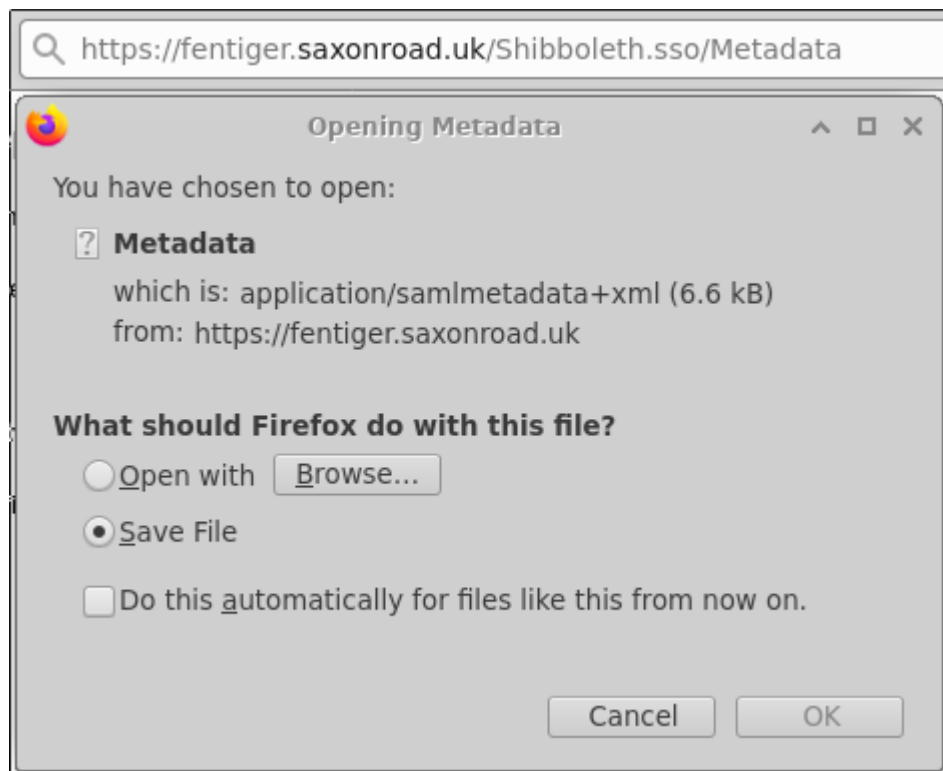 https://fentiger.saxonroad.uk/Shibboleth.sso/Metadata
Opening Metadata
You have chosen to open:
Metadata
which is: application/samlmetadata+xml (6.6 kB)
from: https://fentiger.saxonroad.uk
What should Firefox do with this file?
Open with Browse...
Save File
Do this automatically for files like this from now on.
Cancel OK